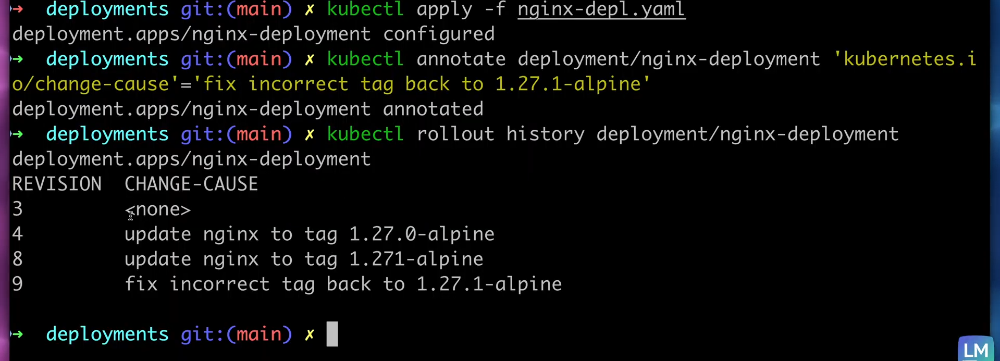 → deployments git:(main) ✗ kubectl apply -f nginx-depl.yaml
deployment.apps/nginx-deployment configured
→ deployments git:(main) ✗ kubectl annotate deployment/nginx-deployment 'kubernetes.i
o/change-cause'='fix incorrect tag back to 1.27.1-alpine'
deployment.apps/nginx-deployment annotated
→ deployments git:(main) ✗ kubectl rollout history deployment/nginx-deployment
deployment.apps/nginx-deployment
REVISION CHANGE-CAUSE
3 <none>
4 update nginx to tag 1.27.0-alpine
8 update nginx to tag 1.271-alpine
9 fix incorrect tag back to 1.27.1-alpine
→ deployments git:(main) ✗
LM